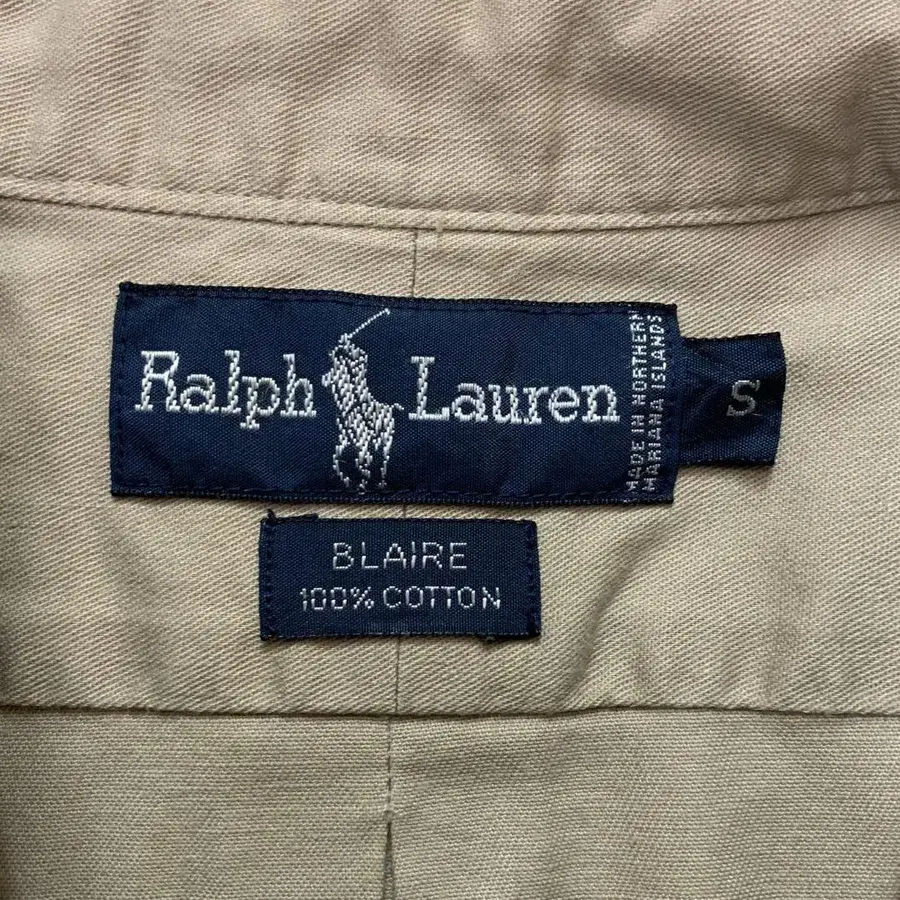 Ralph Lauren
MADE IN NORTHERN
MARIANA ISLANDS
S
BLAIRE
100% COTTON